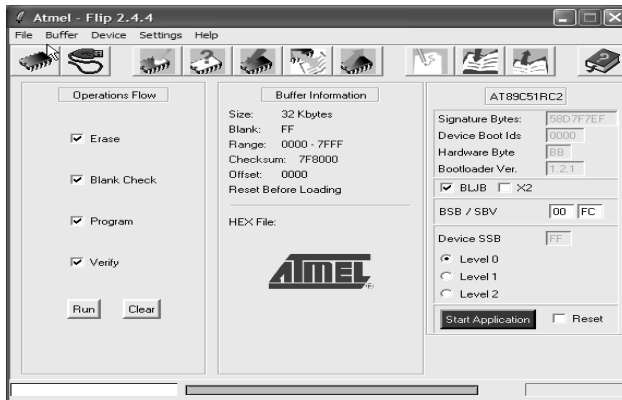 Atmel - Flip 2.4.4
File Buffer Device Settings Help
Operations Flow
Erase
Blank Check
Program
Verify
Run Clear
Buffer Information
Size: 32 Kbytes
Blank: FF
Range: 0000 - 7FFF
Checksum: 7F8000
Offset: 0000
Reset Before Loading
HEX File:
ATMEL
AT89C51RC2
Signature Bytes: 58D7F7EF
Device Boot Ids 0000
Hardware Byte BB
Bootloader Ver. 1.2.1
BLJB X2
BSB / SBV 00 FC
Device SSB FF
Level 0
Level 1
Level 2
Start Application Reset